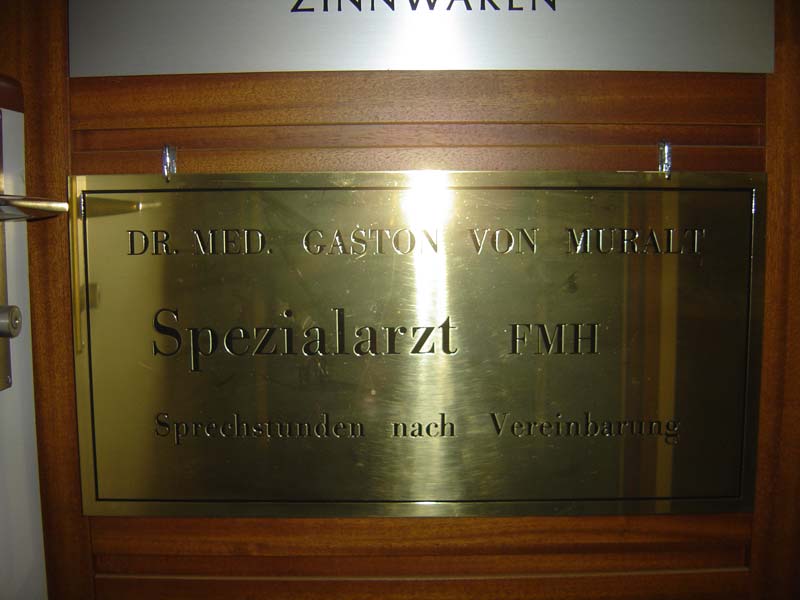 ZINNWAREN
DR. MED. GASTON VON MURALT
Spezialarzt FMH
Sprechstunden nach Vereinbarung